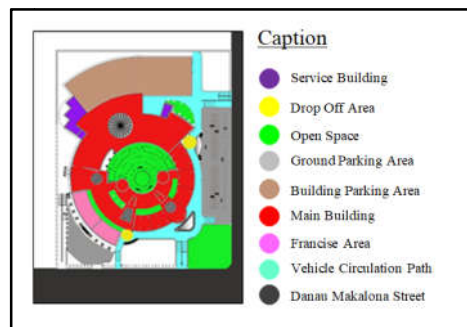 Caption
Service Building
Drop Off Area
Open Space
Ground Parking Area
Building Parking Area
Main Building
Francise Area
Vehicle Circulation Path
Danau Makalona Street